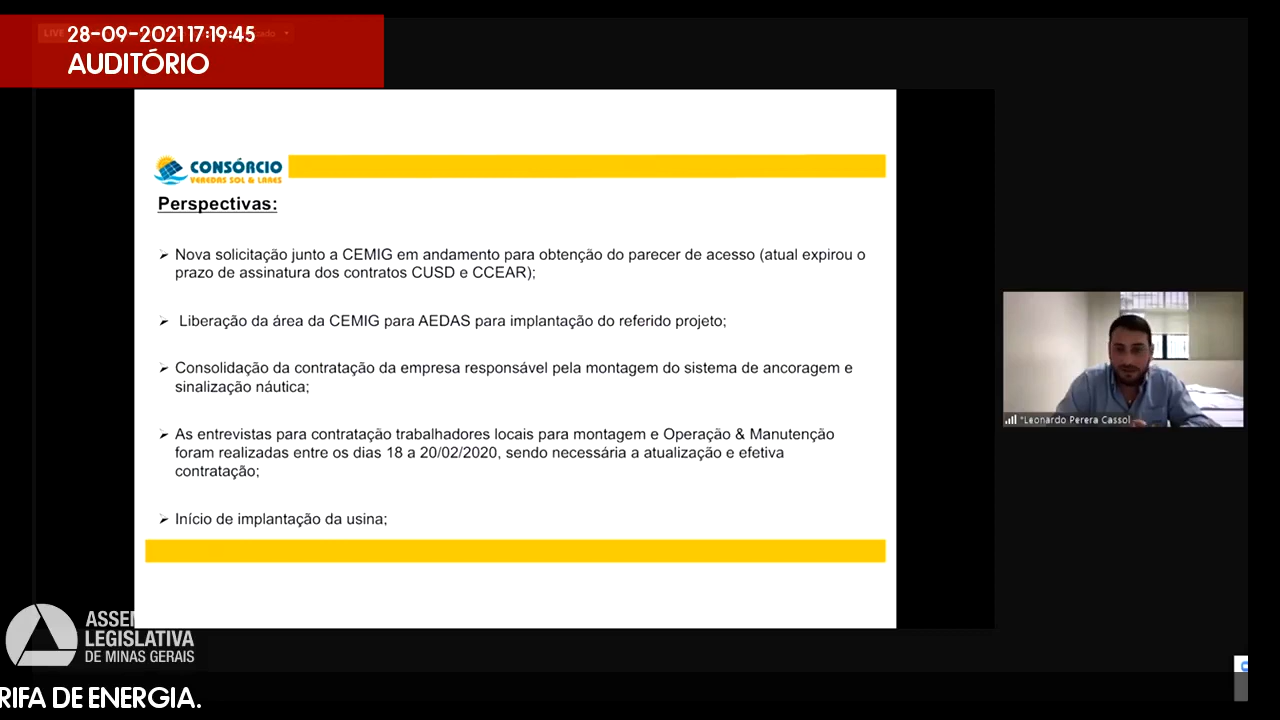 LIVE
28-09-2021 17:19:45
AUDITÓRIO
CONSÓRCIO
VEREDAS SOL & LARES
Perspectivas:
➢ Nova solicitação junto a CEMIG em andamento para obtenção do parecer de acesso (atual expirou o
prazo de assinatura dos contratos CUSD e CCEAR);
➢ Liberação da área da CEMIG para AEDAS para implantação do referido projeto;
➢ Consolidação da contratação da empresa responsável pela montagem do sistema de ancoragem e
sinalização náutica;
➢ As entrevistas para contratação trabalhadores locais para montagem e Operação & Manutenção
foram realizadas entre os dias 18 a 20/02/2020, sendo necessária a atualização e efetiva
contratação;
➢ Início de implantação da usina;
*Leonardo Perera Cassol
ASSEM
LEGISLATIVA
DE MINAS GERAIS
RIFA DE ENERGIA.